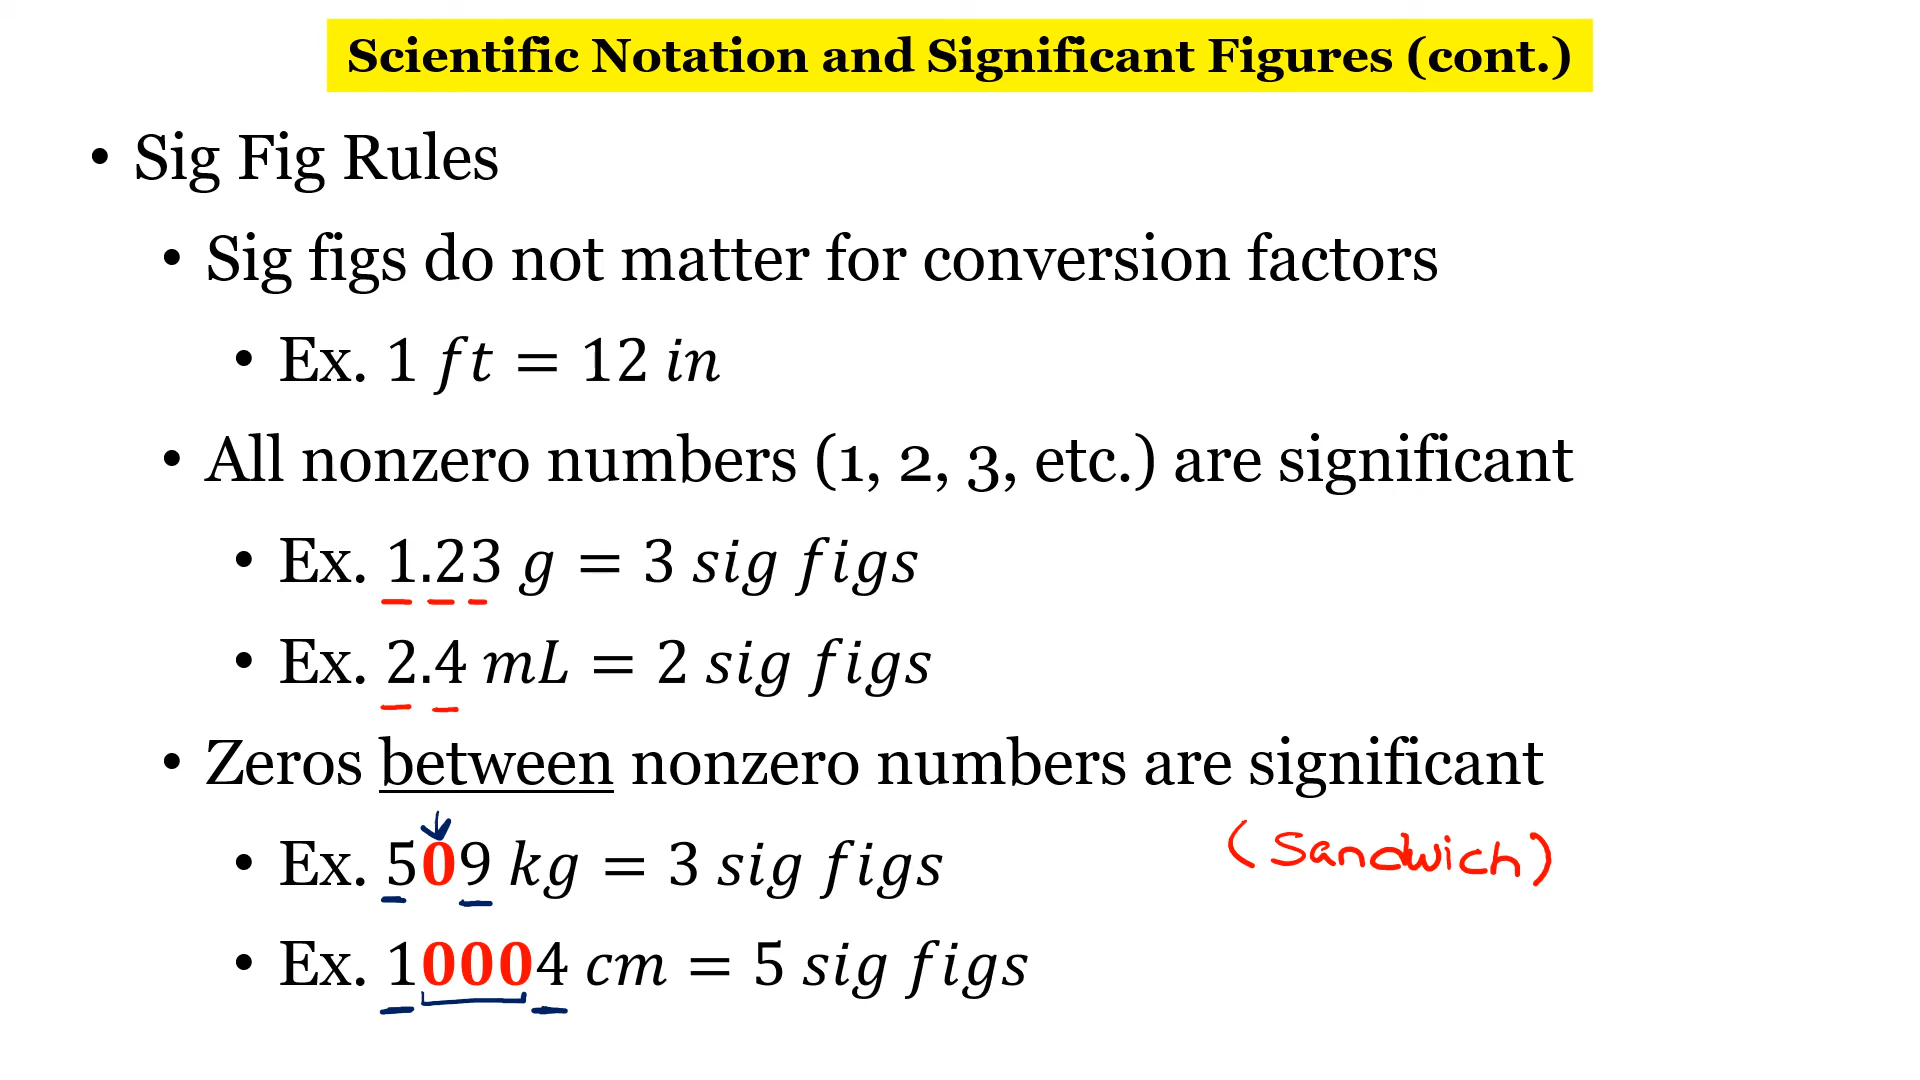 Scientific Notation and Significant Figures (cont.)
• Sig Fig Rules
• Sig figs do not matter for conversion factors
• Ex. 1 ft = 12 in
• All nonzero numbers (1, 2, 3, etc.) are significant
• Ex. 1.23 g = 3 sig figs
• Ex. 2.4 mL = 2 sig figs
• Zeros between nonzero numbers are significant
• Ex. 509 kg = 3 sig figs
(Sandwich)
• Ex. 10004 cm = 5 sig figs